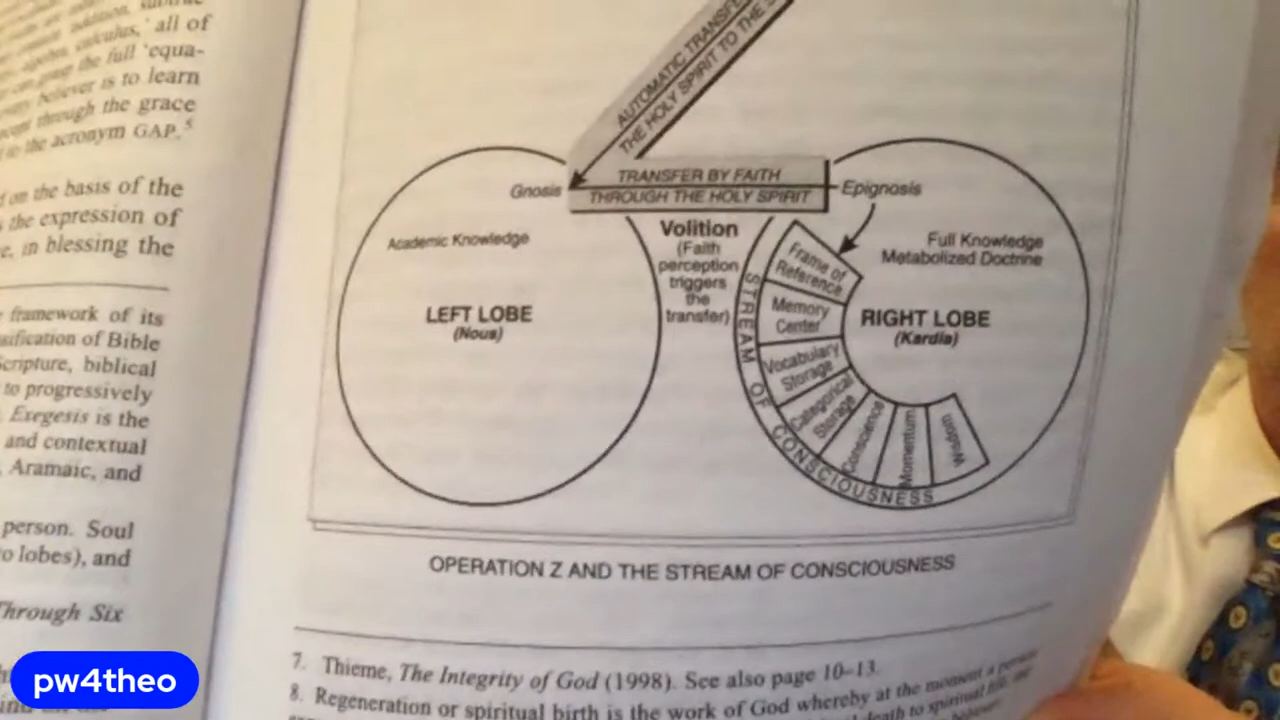 calculus,' all of
the full 'equa-
believer is to learn
through the grace
to the acronym GAP.5
on the basis of the
the expression of
in blessing the
framework of its
of Bible
Scripture, biblical
to progressively
Exegesis is the
and contextual
Aramaic, and
person. Soul
lobes), and
Through Six
AUTOMATIC
THE HOLY SPIRIT TO THE
TRANSFER BY FAITH
THROUGH THE HOLY SPIRIT
Gnosis
Epignosis
Academic Knowledge
LEFT LOBE
(Nous)
Volition
(Faith
perception
triggers
the
transfer)
Full Knowledge
Metabolized Doctrine
RIGHT LOBE
(Kardia)
STREAM OF CONSCIOUSNESS
Frame of
Reference
Memory
Center
Vocabulary
Storage
Categorical
Storage
Conscience
Momentum
Wisdom
OPERATION Z AND THE STREAM OF CONSCIOUSNESS
7. Thieme, The Integrity of God (1998). See also page 10–13.
8. Regeneration or spiritual birth is the work of God whereby at the moment a person
death to spiritual life, the
pw4theo